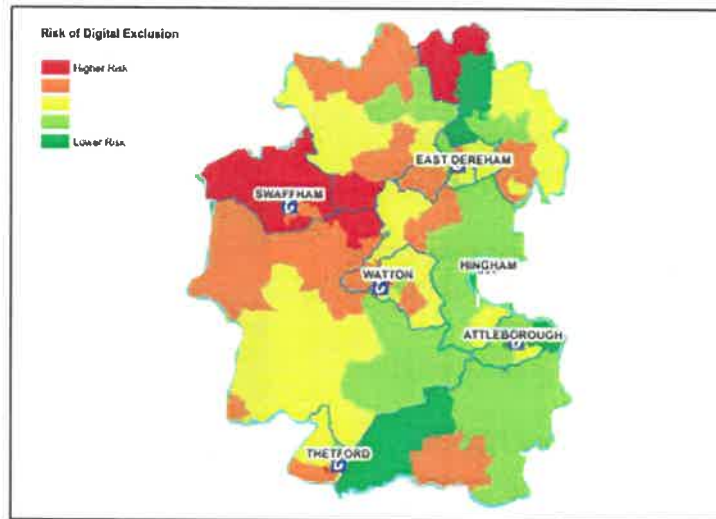 Risk of Digital Exclusion
Higher Risk
Lower Risk
EAST DEREHAM
SWAFFHAM
WATTON
HINGHAM
ATTLEBOROUGH
THETFORD